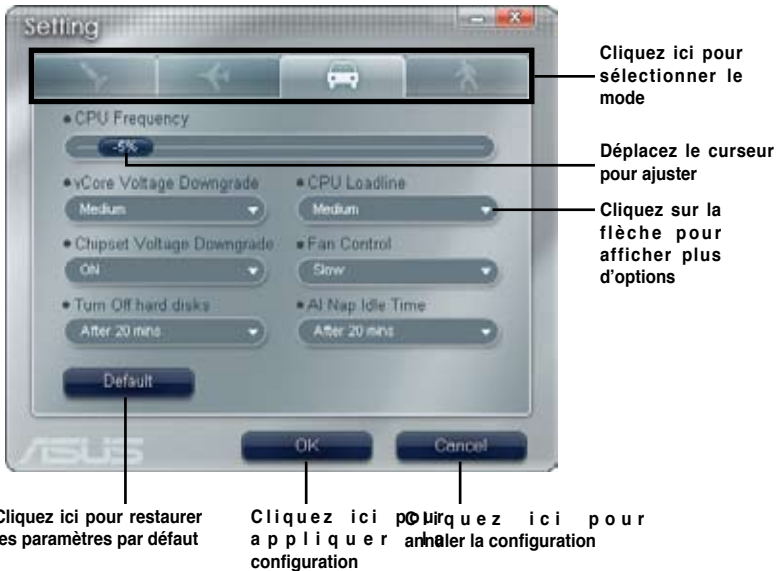 Setting
Cliquez ici pour
sélectionner le
mode
• CPU Frequency
-5%
Déplacez le curseur
pour ajuster
• vCore Voltage Downgrade
• CPU Loadline
Medium
Medium
Cliquez sur la
flèche pour
afficher plus
d'options
• Chipset Voltage Downgrade
• Fan Control
ON
Slow
• Turn Off hard disks
• AI Nap Idle Time
After 20 mins
After 20 mins
Default
ASUS
OK
Cancel
Cliquez ici pour restaurer
les paramètres par défaut
Cliquez ici pour
appliquer la
configuration
Cliquez ici pour
annuler la configuration